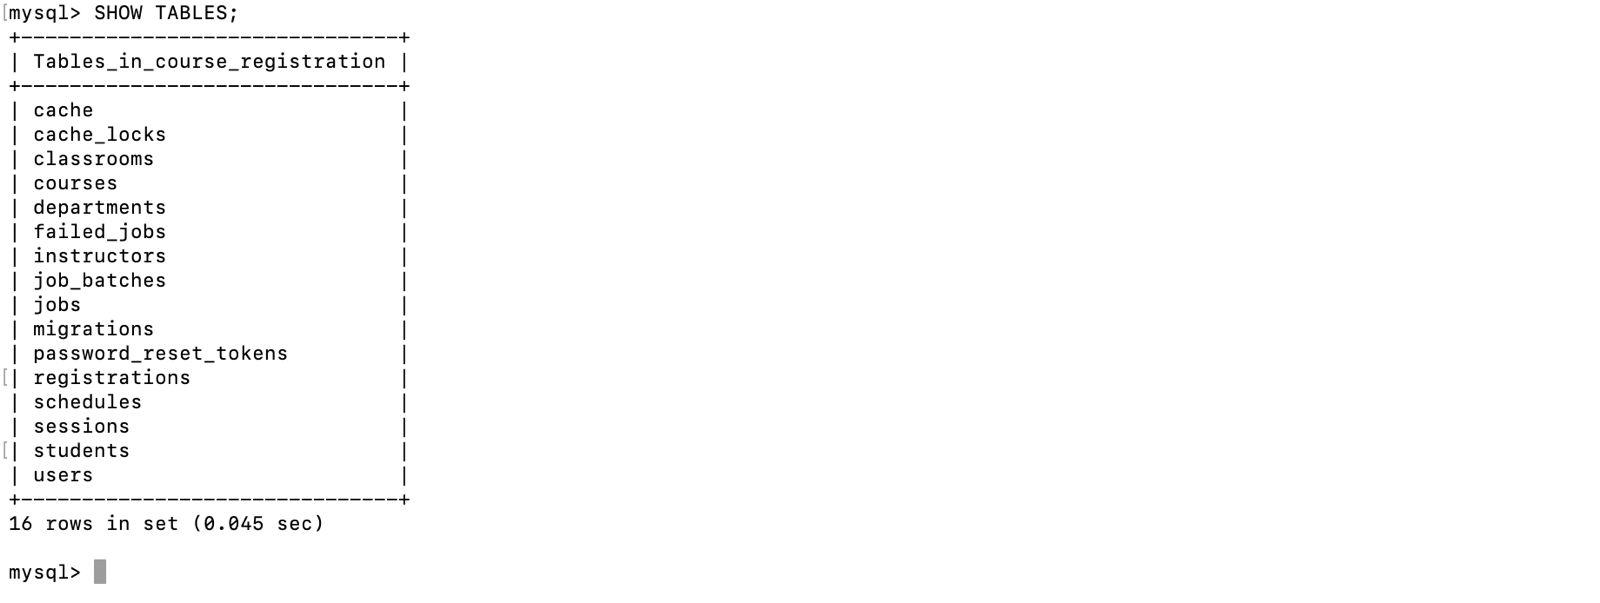 [mysql> SHOW TABLES;
+-------------------------------+
| Tables_in_course_registration |
+-------------------------------+
| cache                         |
| cache_locks                   |
| classrooms                    |
| courses                       |
| departments                   |
| failed_jobs                   |
| instructors                   |
| job_batches                   |
| jobs                          |
| migrations                    |
| password_reset_tokens         |
[| registrations                 |
| schedules                     |
| sessions                      |
[| students                      |
| users                         |
+-------------------------------+
16 rows in set (0.045 sec)
mysql>